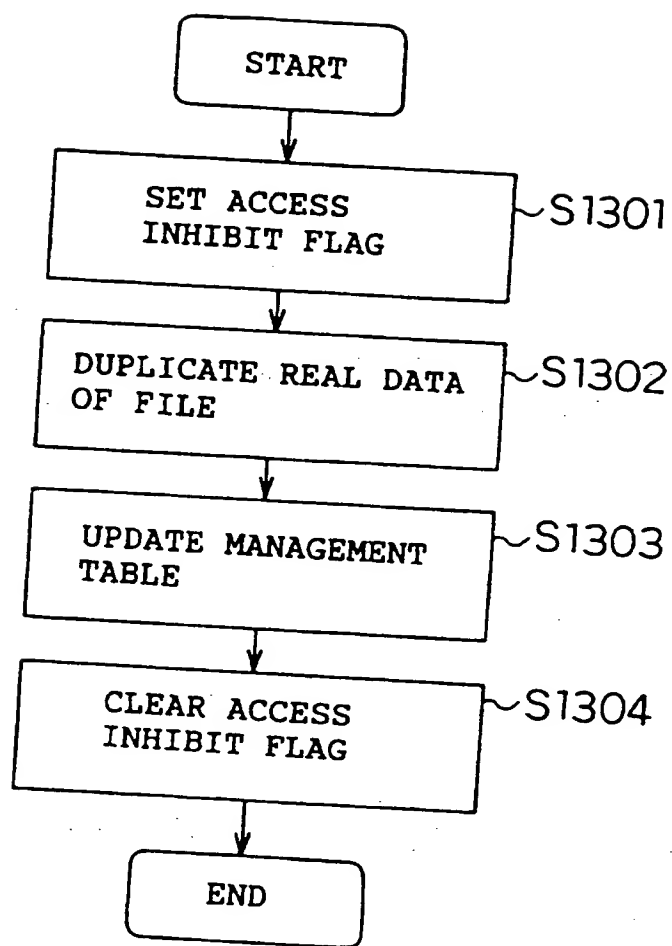 START
SET ACCESS
INHIBIT FLAG
S1301
DUPLICATE REAL DATA
OF FILE
S1302
UPDATE MANAGEMENT
TABLE
S1303
CLEAR ACCESS
INHIBIT FLAG
S1304
END